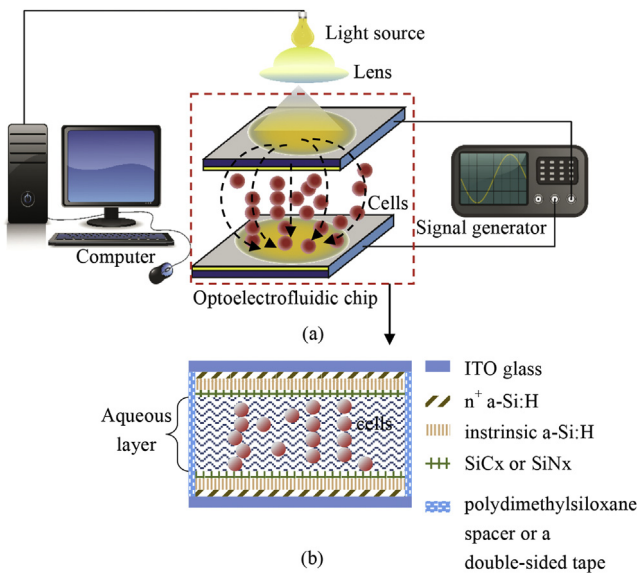 Light source
Lens
Cells
Signal generator
Computer
Optoelectrofluidic chip
(a)
ITO glass
n+ a-Si:H
Aqueous
layer
cells
instrinsic a-Si:H
SiCx or SiNx
polydimethylsiloxane
spacer or a
double-sided tape
(b)